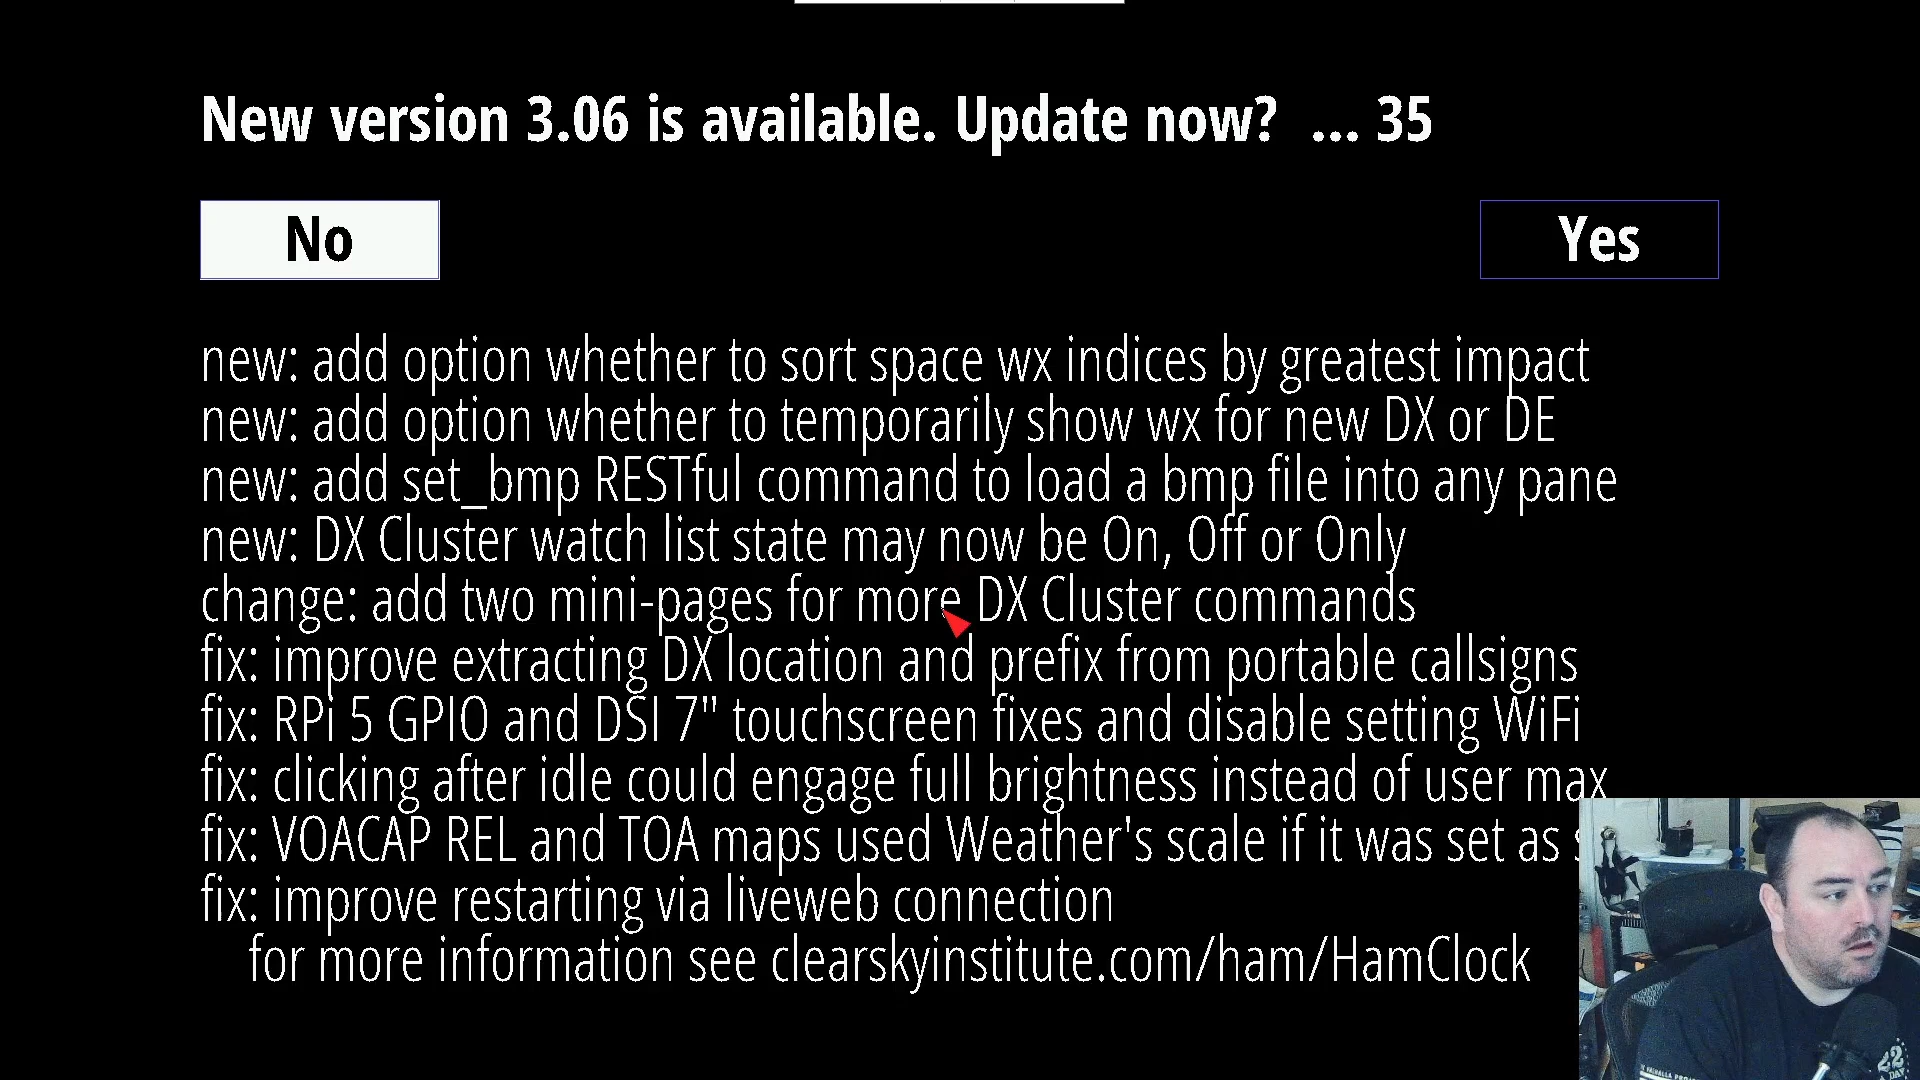 New version 3.06 is available. Update now? ... 35
No
Yes
new: add option whether to sort space wx indices by greatest impact
new: add option whether to temporarily show wx for new DX or DE
new: add set_bmp RESTful command to load a bmp file into any pane
new: DX Cluster watch list state may now be On, Off or Only
change: add two mini-pages for more DX Cluster commands
fix: improve extracting DX location and prefix from portable callsigns
fix: RPi 5 GPIO and DSI 7" touchscreen fixes and disable setting WiFi
fix: clicking after idle could engage full brightness instead of user max
fix: VOACAP REL and TOA maps used Weather's scale if it was set as
fix: improve restarting via liveweb connection
for more information see clearskyinstitute.com/ham/HamClock
22
DAY